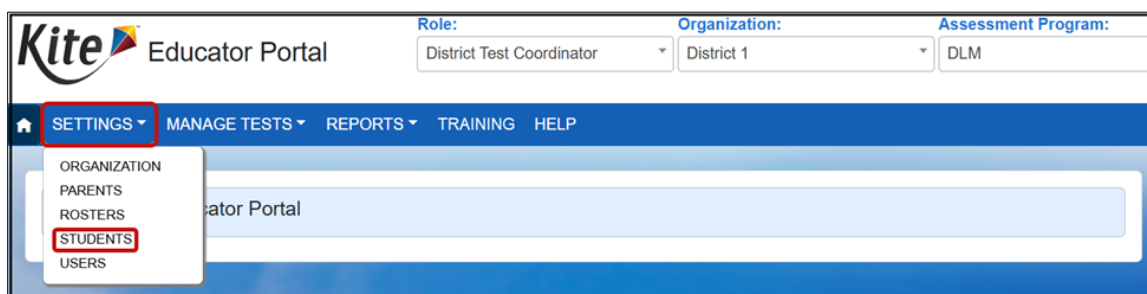 Role: Organization: Assessment Program:
Kite Educator Portal
District Test Coordinator District 1 DLM
SETTINGS MANAGE TESTS REPORTS TRAINING HELP
ORGANIZATION
PARENTS
ROSTERS
cator Portal
STUDENTS
USERS